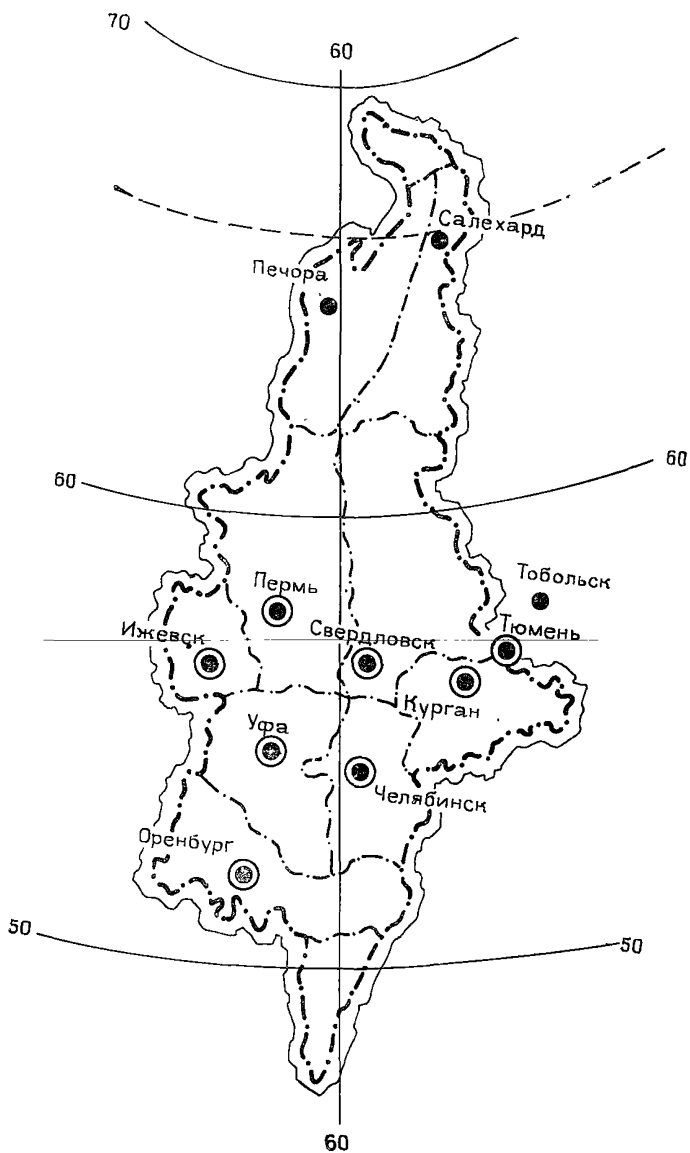 70
60
Салехард
Печора
60
60
Тобольск
Пермь
Тюмень
Ижевск
Свердловск
Курган
Уфа
Челябинск
Оренбург
50
50
60